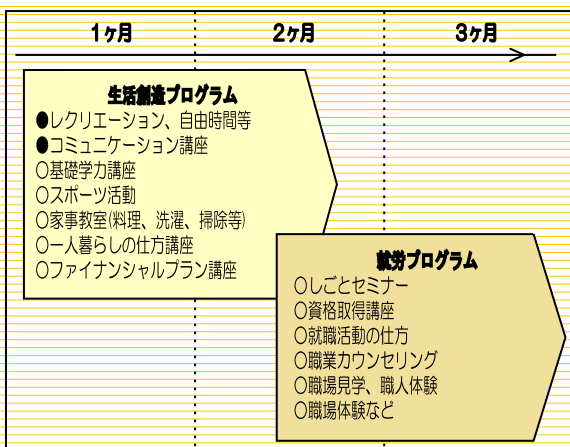 1ヶ月 2ヶ月 3ヶ月
生活創造プログラム
●レクリエーション、自由時間等
●コミュニケーション講座
○基礎学力講座
○スポーツ活動
○家事教室(料理、洗濯、掃除等)
○一人暮らしの仕方講座
○ファイナンシャルプラン講座
就労プログラム
○しごとセミナー
○資格取得講座
○就職活動の仕方
○職業カウンセリング
○職場見学、職人体験
○職場体験など